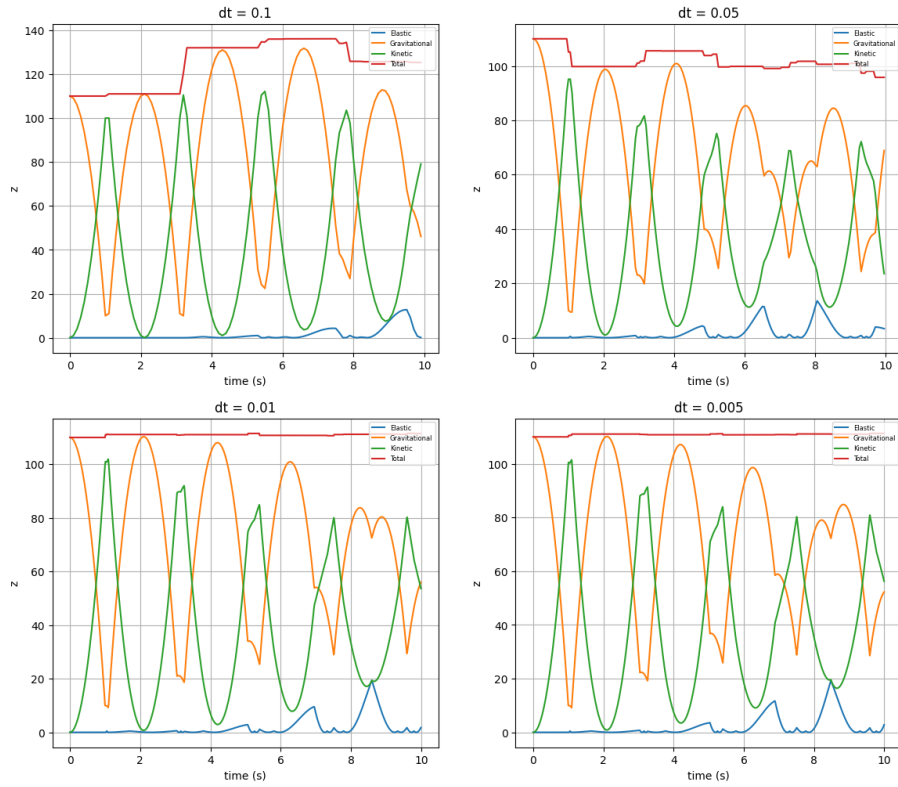 dt = 0.1
140
120
100
80
60
40
20
0
z
0 2 4 6 8 10
time (s)
Elastic
Gravitational
Kinetic
Total
dt = 0.05
100
80
60
40
20
0
z
0 2 4 6 8 10
time (s)
Elastic
Gravitational
Kinetic
Total
dt = 0.01
100
80
60
40
20
0
z
0 2 4 6 8 10
time (s)
Elastic
Gravitational
Kinetic
Total
dt = 0.005
100
80
60
40
20
0
z
0 2 4 6 8 10
time (s)
Elastic
Gravitational
Kinetic
Total